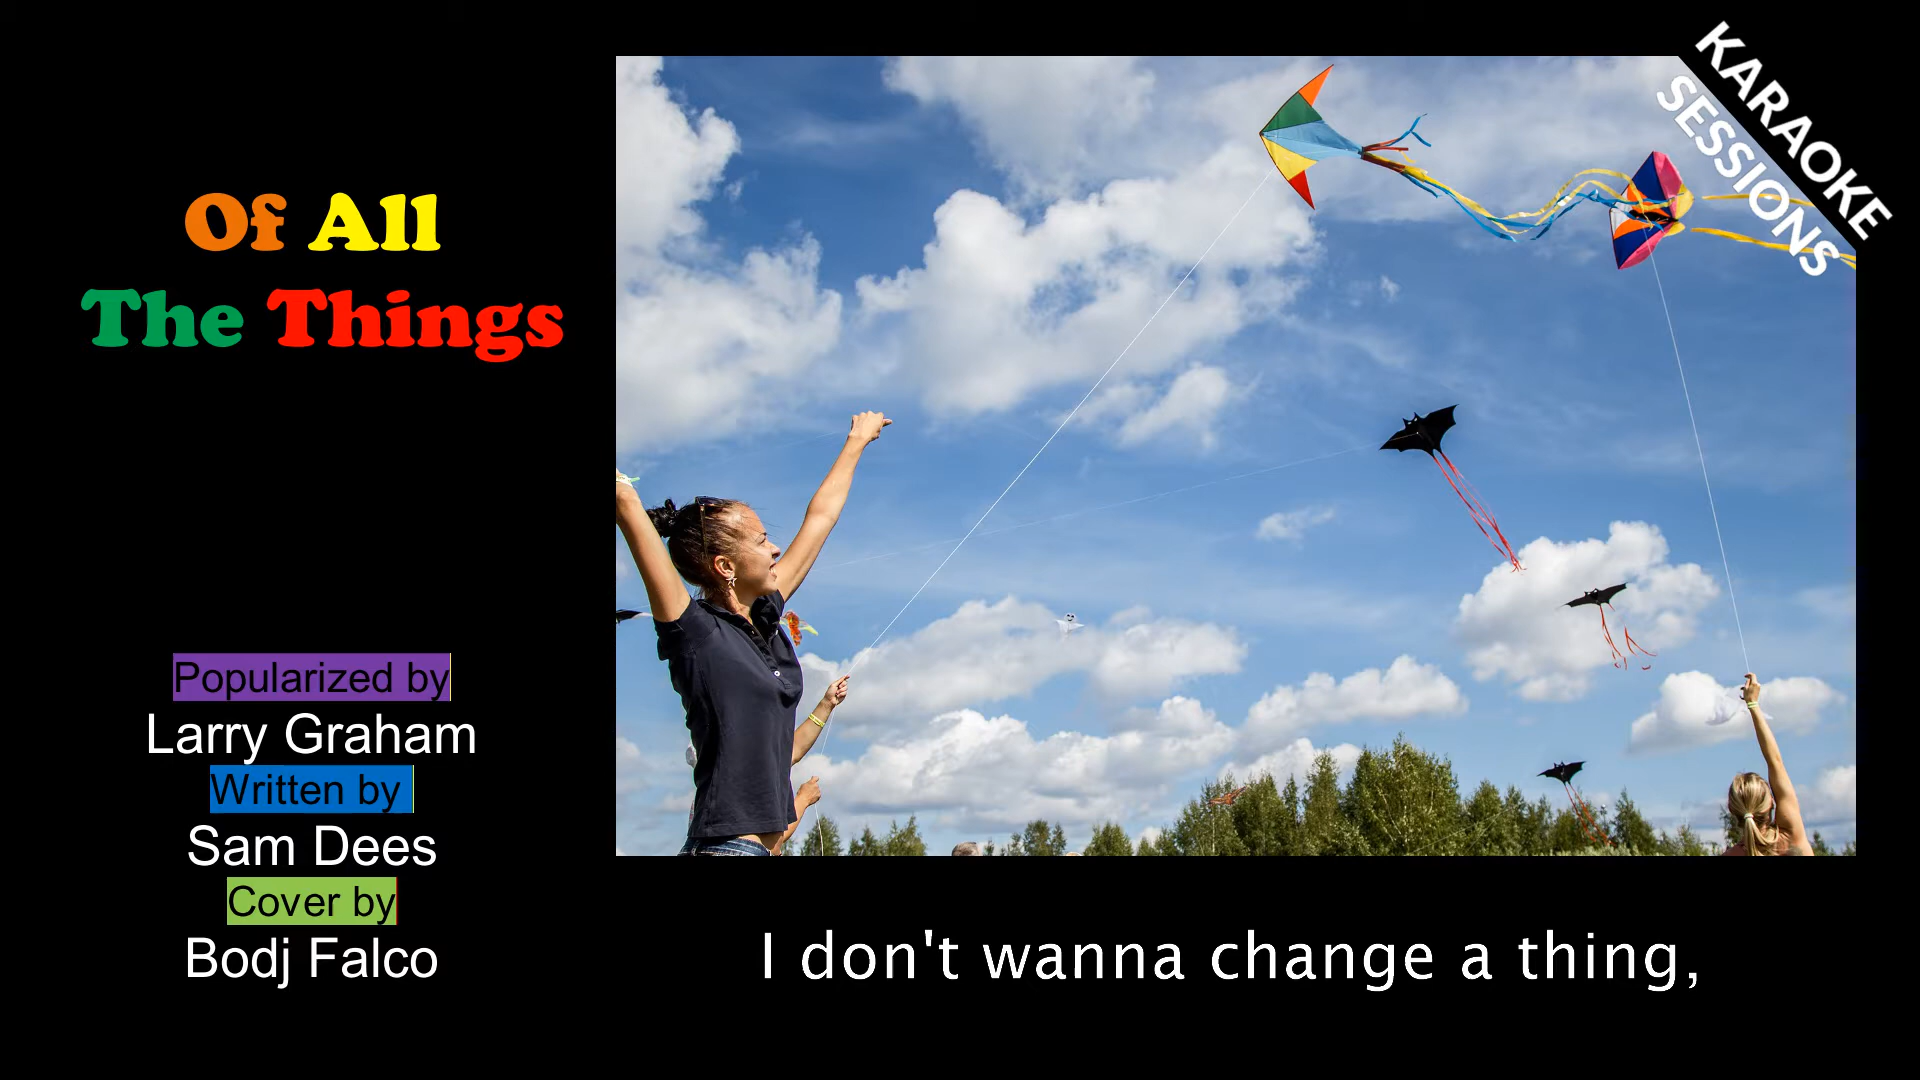 Of All
The Things
Popularized by
Larry Graham
Written by
Sam Dees
Cover by
Bodj Falco
KARAOKE
SESSIONS
I don't wanna change a thing,